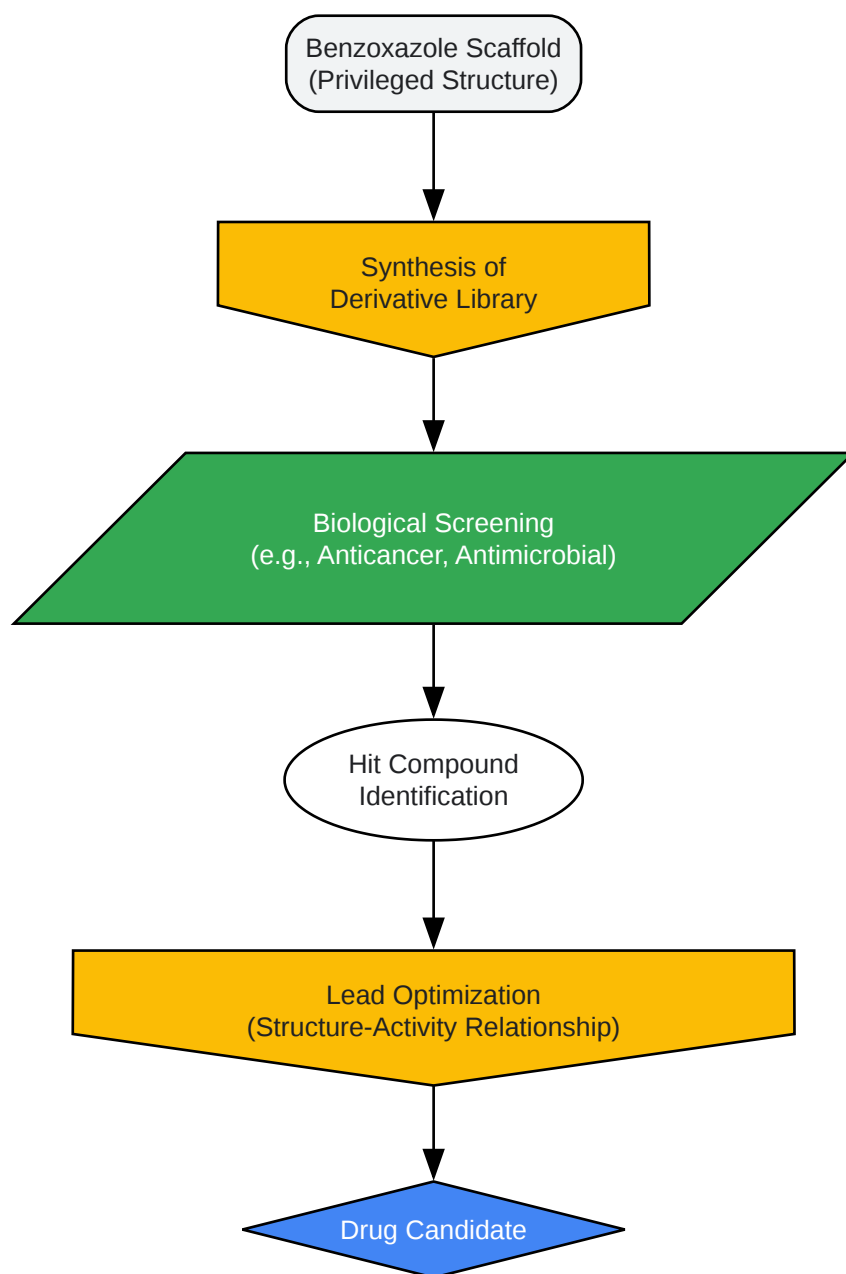 Benzoxazole Scaffold
(Privileged Structure)
Synthesis of
Derivative Library
Biological Screening
(e.g., Anticancer, Antimicrobial)
Hit Compound
Identification
Lead Optimization
(Structure-Activity Relationship)
Drug Candidate